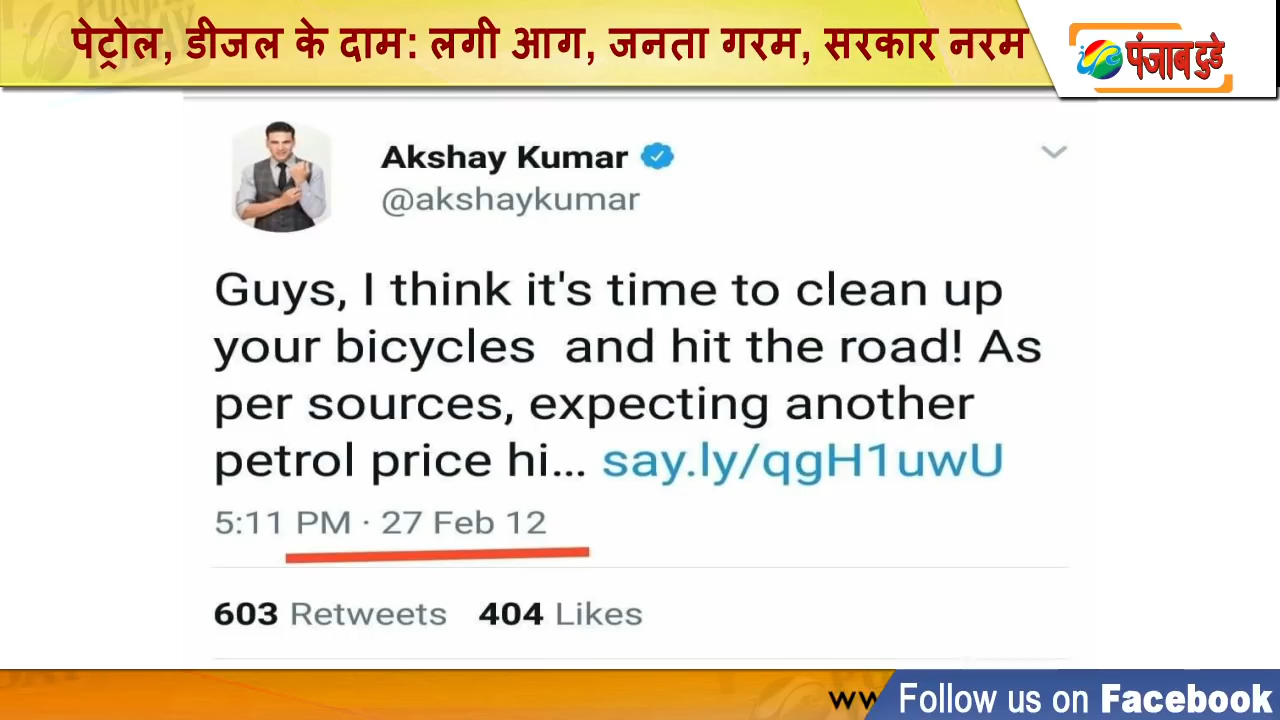 पेट्रोल, डीजल के दाम: लगी आग, जनता गरम, सरकार नरम
पंजाब टुडे
Akshay Kumar
@akshaykumar
Guys, I think it's time to clean up
your bicycles  and hit the road! As
per sources, expecting another
petrol price hi... say.ly/qgH1uwU
5:11 PM · 27 Feb 12
603 Retweets 404 Likes
Follow us on Facebook